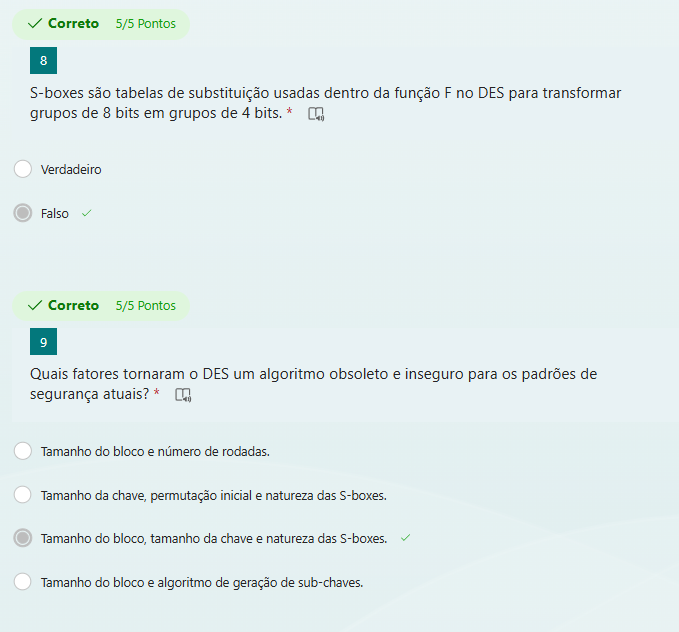 Correto 5/5 Pontos
8
S-boxes são tabelas de substituição usadas dentro da função F no DES para transformar
grupos de 8 bits em grupos de 4 bits. *
Verdadeiro
Falso
Correto 5/5 Pontos
9
Quais fatores tornaram o DES um algoritmo obsoleto e inseguro para os padrões de
segurança atuais? *
Tamanho do bloco e número de rodadas.
Tamanho da chave, permutação inicial e natureza das S-boxes.
Tamanho do bloco, tamanho da chave e natureza das S-boxes.
Tamanho do bloco e algoritmo de geração de sub-chaves.